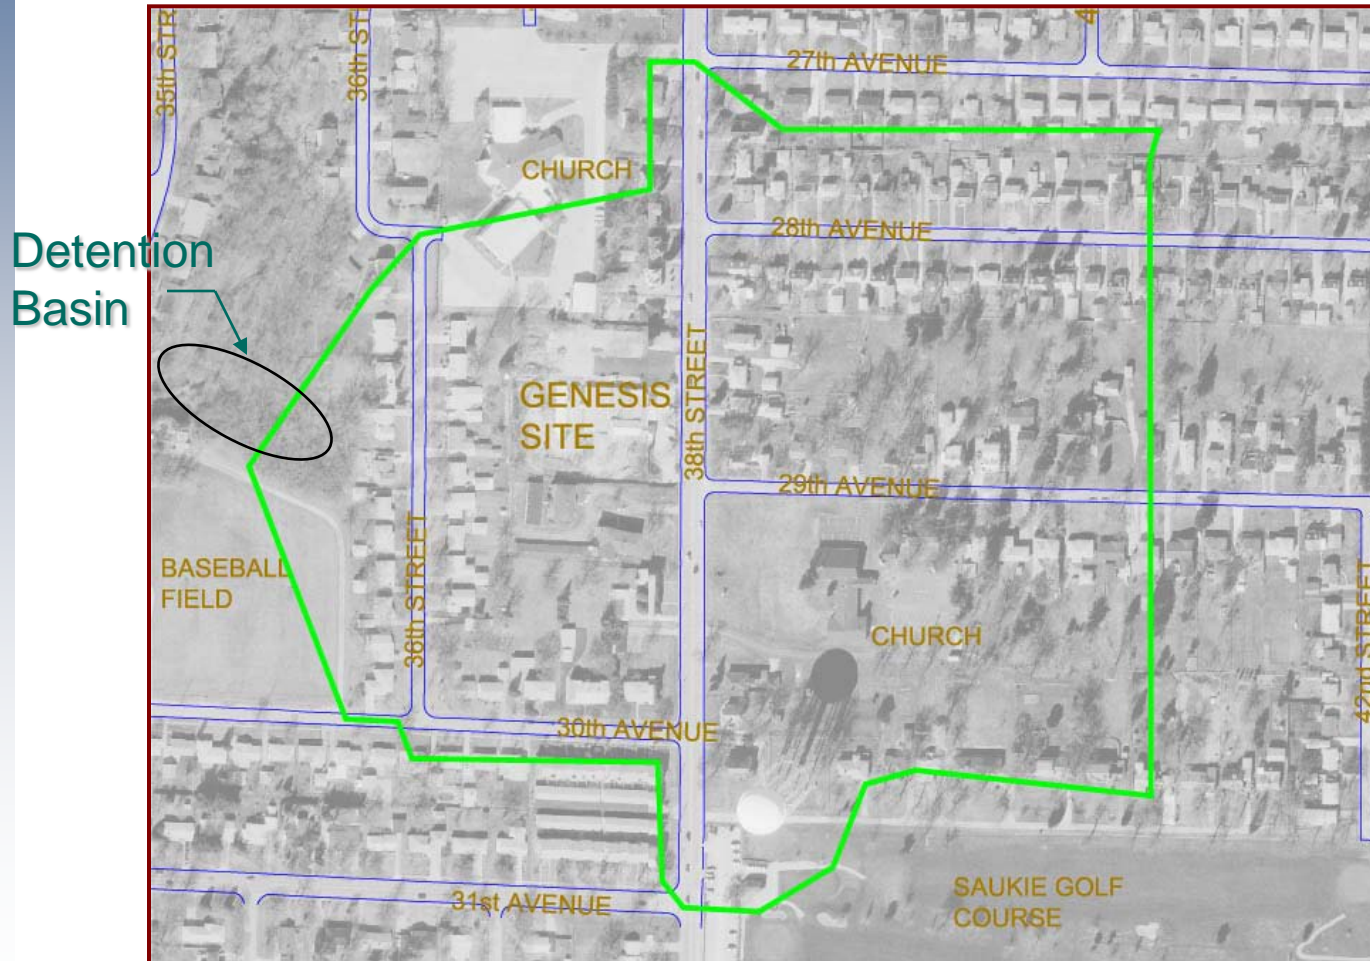 35th STR
36th ST
4
27th AVENUE
CHURCH
28th AVENUE
Detention
Basin
38th STREET
GENESIS
SITE
29th AVENUE
BASEBALL
FIELD
36th STREET
CHURCH
42nd STREET
30th AVENUE
31st AVENUE
SAUKIE GOLF
COURSE